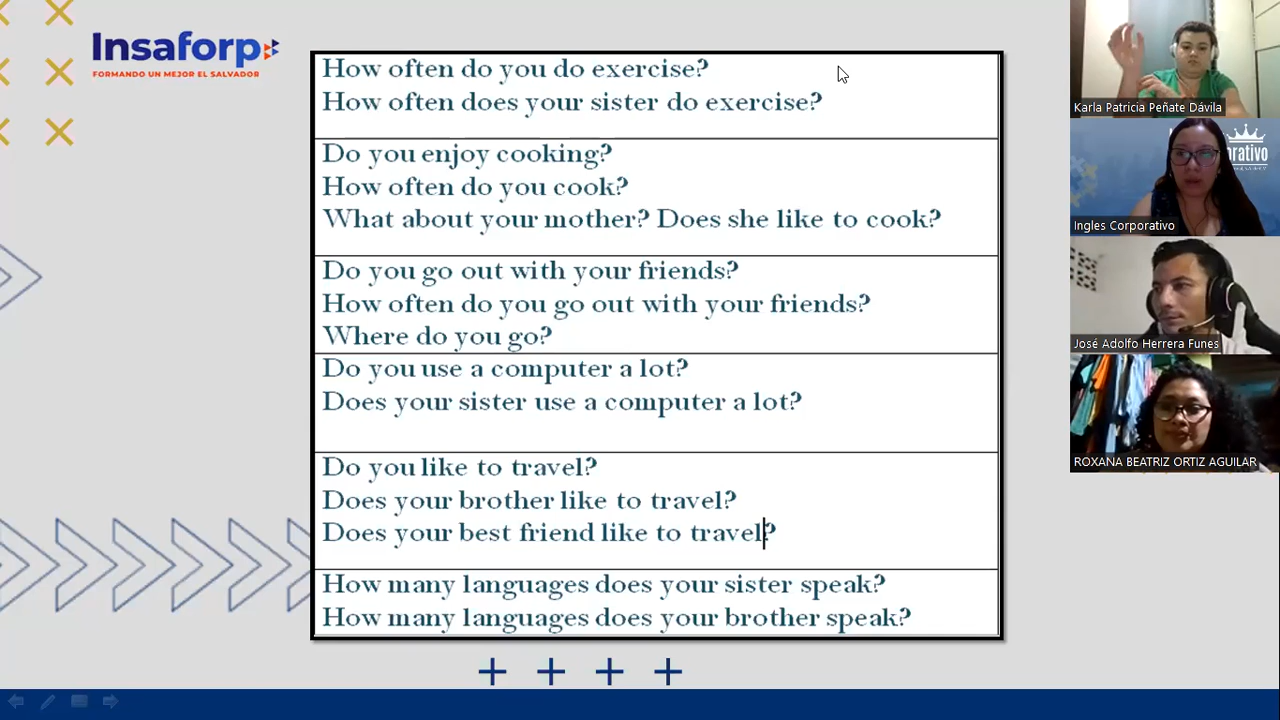 Insaforp
FORMANDO UN MEJOR EL SALVADOR
How often do you do exercise?
How often does your sister do exercise?
Do you enjoy cooking?
How often do you cook?
What about your mother? Does she like to cook?
Do you go out with your friends?
How often do you go out with your friends?
Where do you go?
Do you use a computer a lot?
Does your sister use a computer a lot?
Do you like to travel?
Does your brother like to travel?
Does your best friend like to travel?
How many languages does your sister speak?
How many languages does your brother speak?
Karla Patricia Peñate Dávila
orativo
Ingles Corporativo
José Adolfo Herrera Funes
ROXANA BEATRIZ ORTIZ AGUILAR